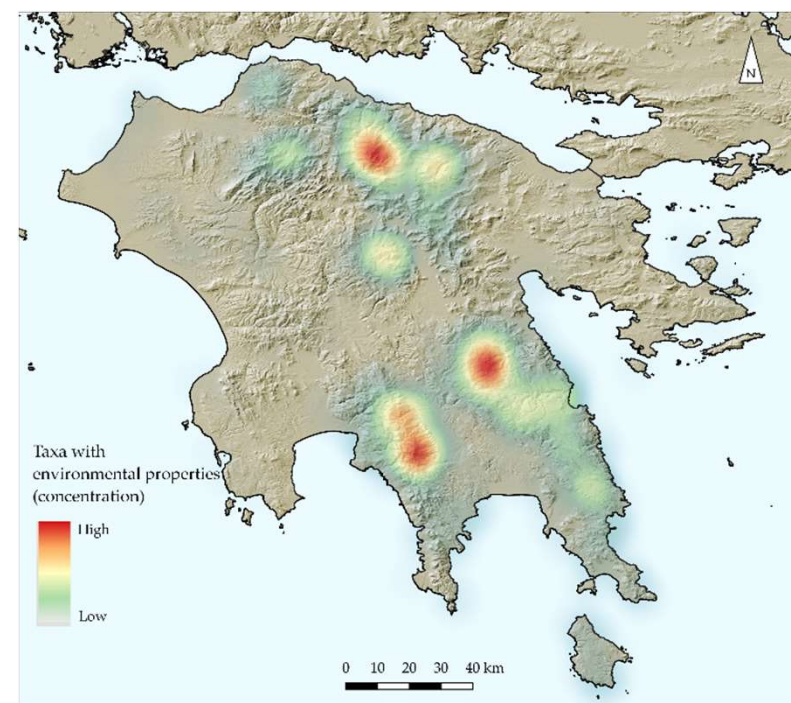 N
Taxa with
environmental properties
(concentration)
High
Low
0 10 20 30 40 km